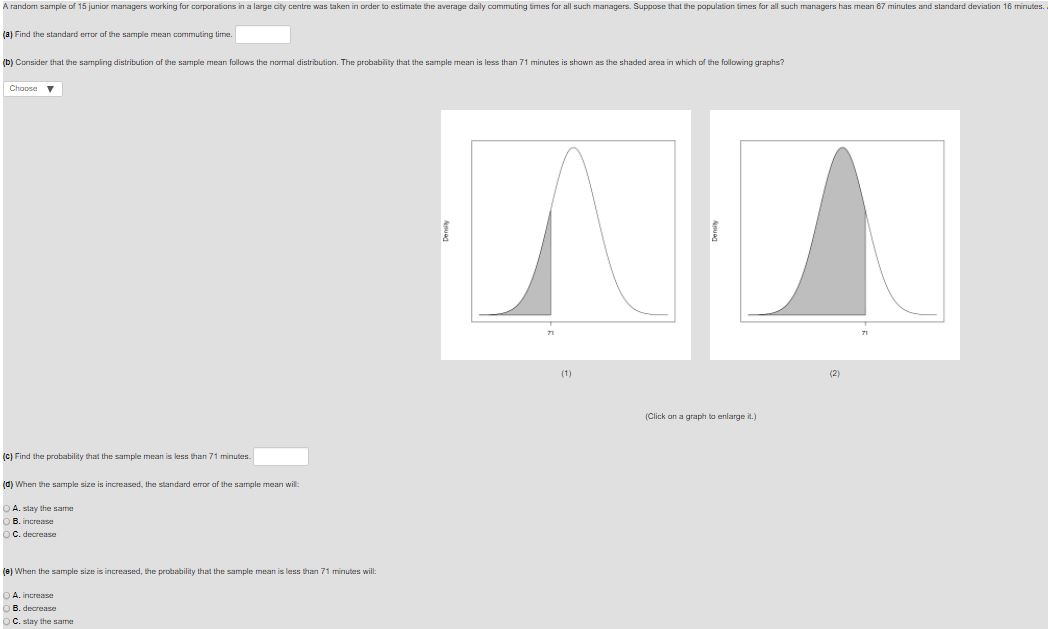 A random sample of 15 junior managers working for corporations in a large city centre was taken in order to estimate the average daily commuting times for all such managers. Suppose that the population times for all such managers has mean 67 minutes and standard deviation 16 minutes.
(a) Find the standard error of the sample mean commuting time.
(b) Consider that the sampling distribution of the sample mean follows the normal distribution. The probability that the sample mean is less than 71 minutes is shown as the shaded area in which of the following graphs?
Choose ▼
Density
71
(1)
Density
71
(2)
(Click on a graph to enlarge it.)
(c) Find the probability that the sample mean is less than 71 minutes.
(d) When the sample size is increased, the standard error of the sample mean will:
A. stay the same
B. increase
C. decrease
(e) When the sample size is increased, the probability that the sample mean is less than 71 minutes will:
A. increase
B. decrease
C. stay the same